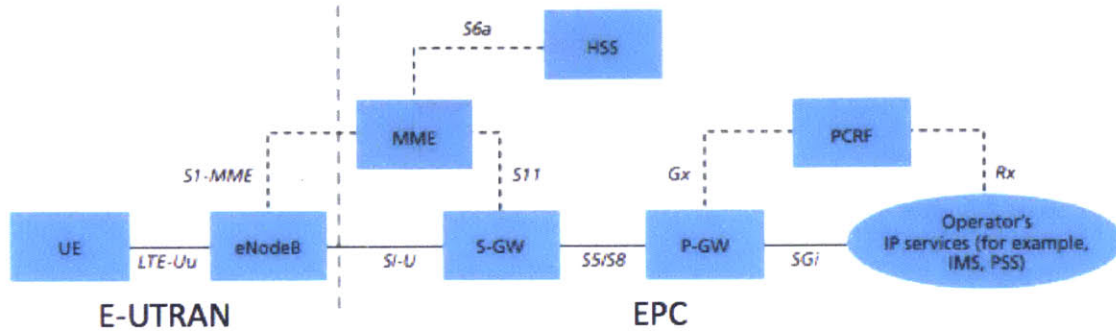 S6a
HSS
MME
PCRF
S1-MME
S11
Gx
Rx
UE
eNodeB
S-GW
P-GW
Operator's
IP services (for example,
IMS, PSS)
LTE-Uu
SI-U
S5/S8
SGi
E-UTRAN
EPC